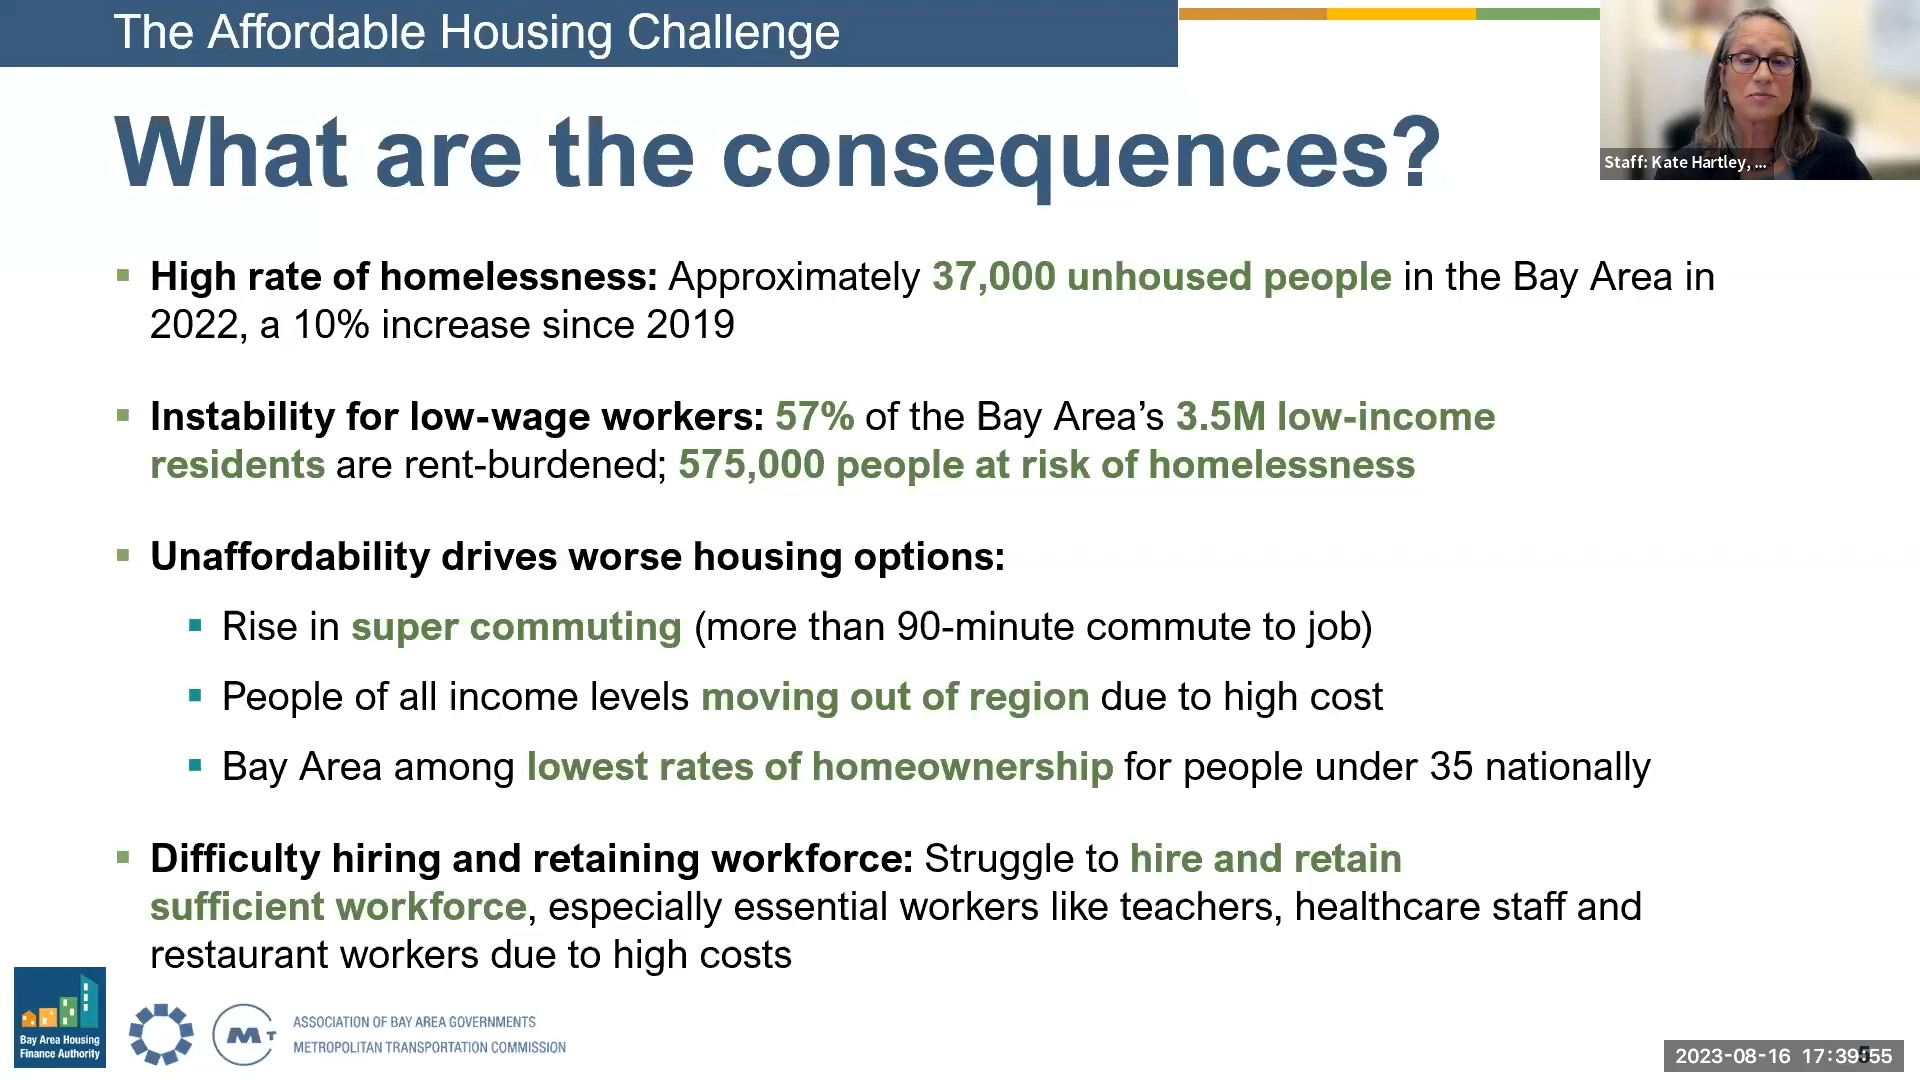 The Affordable Housing Challenge
What are the consequences?
Staff: Kate Hartley, ...
▪ High rate of homelessness: Approximately 37,000 unhoused people in the Bay Area in
2022, a 10% increase since 2019
▪ Instability for low-wage workers: 57% of the Bay Area’s 3.5M low-income
residents are rent-burdened; 575,000 people at risk of homelessness
▪ Unaffordability drives worse housing options:
▪ Rise in super commuting (more than 90-minute commute to job)
▪ People of all income levels moving out of region due to high cost
▪ Bay Area among lowest rates of homeownership for people under 35 nationally
▪ Difficulty hiring and retaining workforce: Struggle to hire and retain
sufficient workforce, especially essential workers like teachers, healthcare staff and
restaurant workers due to high costs
Bay Area Housing
Finance Authority
MT
ASSOCIATION OF BAY AREA GOVERNMENTS
METROPOLITAN TRANSPORTATION COMMISSION
2023-08-16 17:39:55